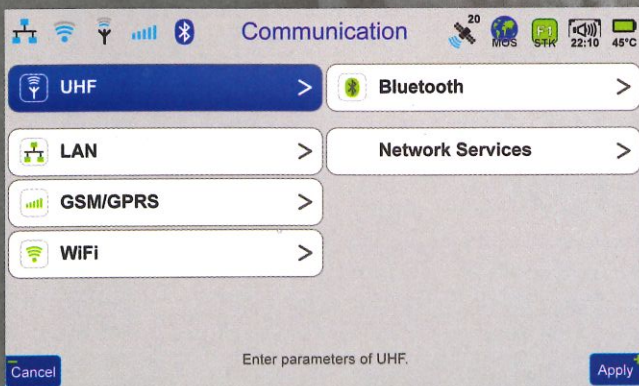 Communication
20
MOS
F1
STK
22:10
45°C
UHF >
Bluetooth >
LAN >
Network Services >
GSM/GPRS >
WiFi >
Enter parameters of UHF.
Cancel
Apply